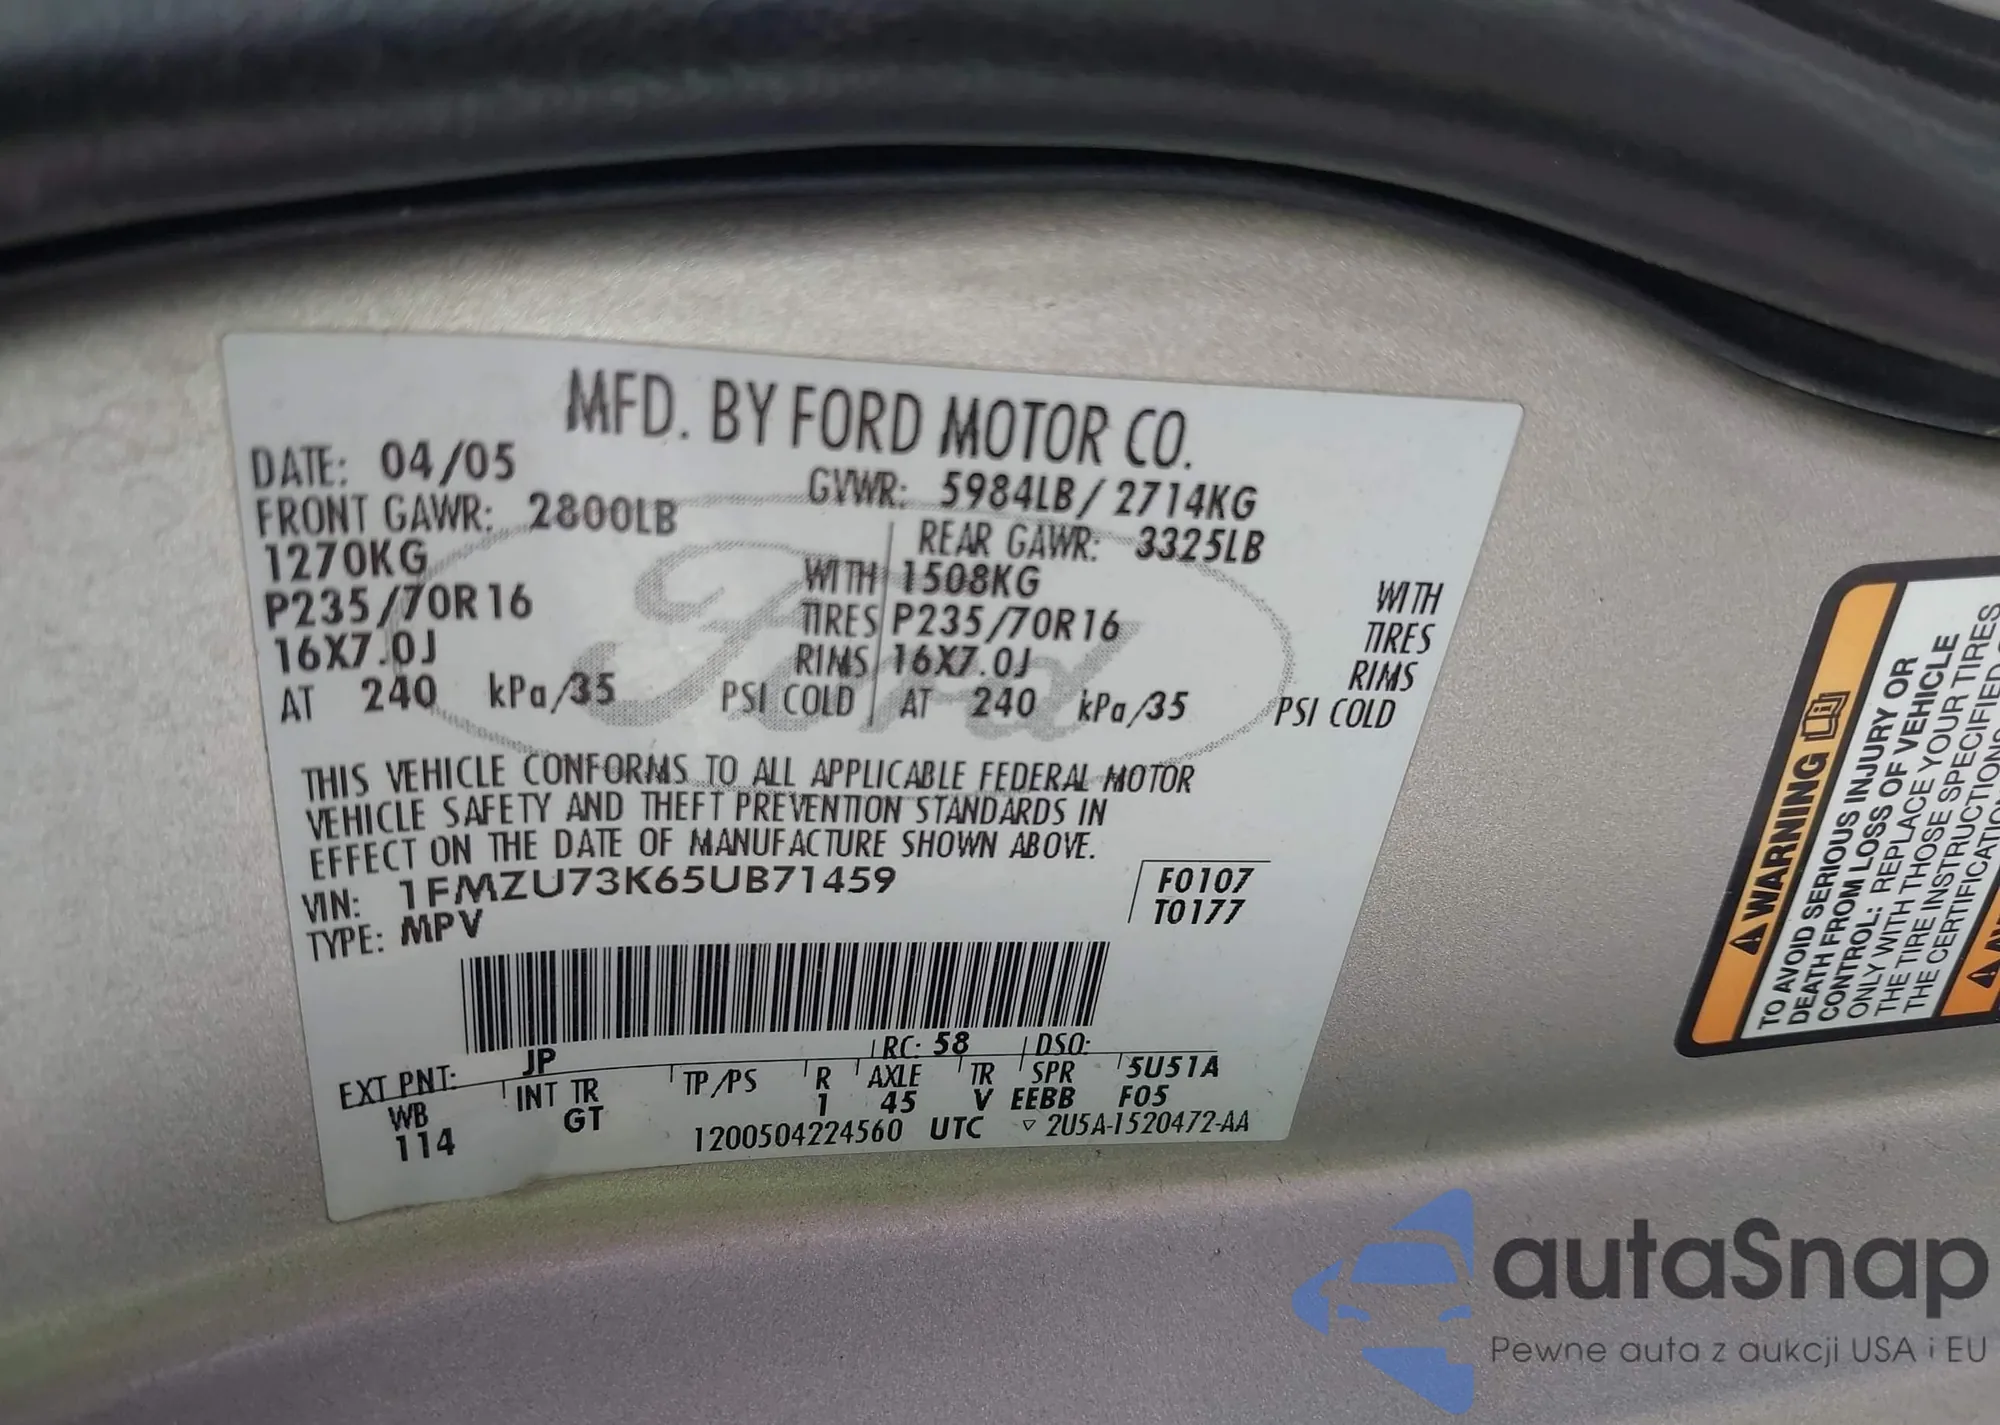 MFD. BY FORD MOTOR CO.
DATE: 04/05 GVWR: 5984LB / 2714KG
FRONT GAWR: 2800LB REAR GAWR: 3325LB
1270KG WITH 1508KG WITH
P235/70R16 TIRES P235/70R16 TIRES
16X7.0J RIMS 16X7.0J RIMS
AT 240 kPa/35 PSI COLD AT 240 kPa/35 PSI COLD
Ford
THIS VEHICLE CONFORMS TO ALL APPLICABLE FEDERAL MOTOR
VEHICLE SAFETY AND THEFT PREVENTION STANDARDS IN
EFFECT ON THE DATE OF MANUFACTURE SHOWN ABOVE.
VIN: 1FMZU73K65UB71459 F0107
TYPE: MPV T0177
EXT PNT: JP RC: 58 DSO:
WB INT TR TP/PS R AXLE TR SPR 5U51A
114 GT 1 45 V EEBB F05
1200504224560 UTC ▽ 2U5A-1520472-AA
WARNING
TO AVOID SERIOUS INJURY OR
DEATH FROM LOSS OF VEHICLE
CONTROL: REPLACE YOUR TIRES
ONLY WITH THOSE SPECIFIED
THE TIRE INSTRUCTIONS
THE CERTIFICATION
autaSnap
Pewne auta z aukcji USA i EU